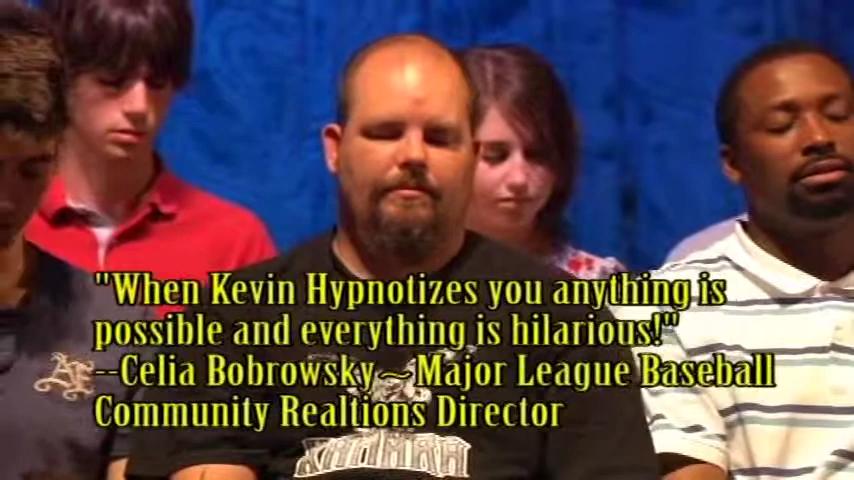 "When Kevin Hypnotizes you anything is
possible and everything is hilarious!"
--Celia Bobrowsky~Major League Baseball
Community Realtions Director